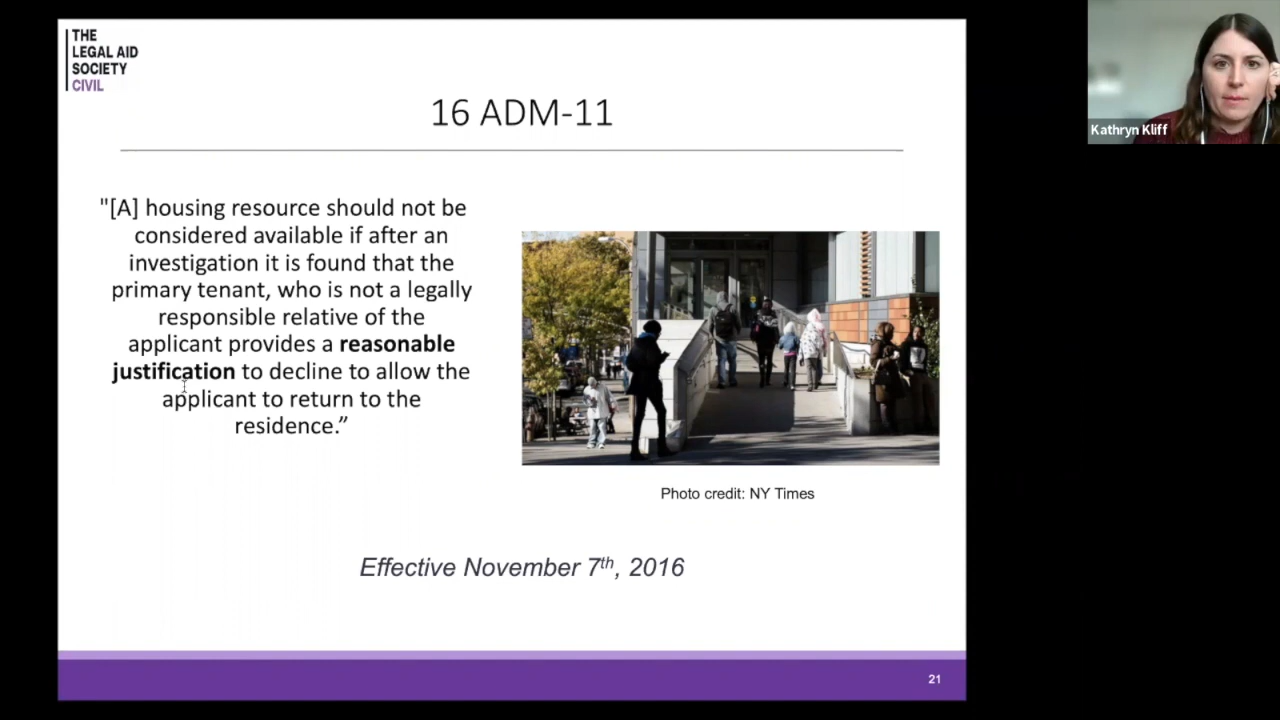 THE
LEGAL AID
SOCIETY
CIVIL
16 ADM-11
"[A] housing resource should not be
considered available if after an
investigation it is found that the
primary tenant, who is not a legally
responsible relative of the
applicant provides a reasonable
justification to decline to allow the
applicant to return to the
residence.”
Photo credit: NY Times
Effective November 7th, 2016
21
Kathryn Kliff